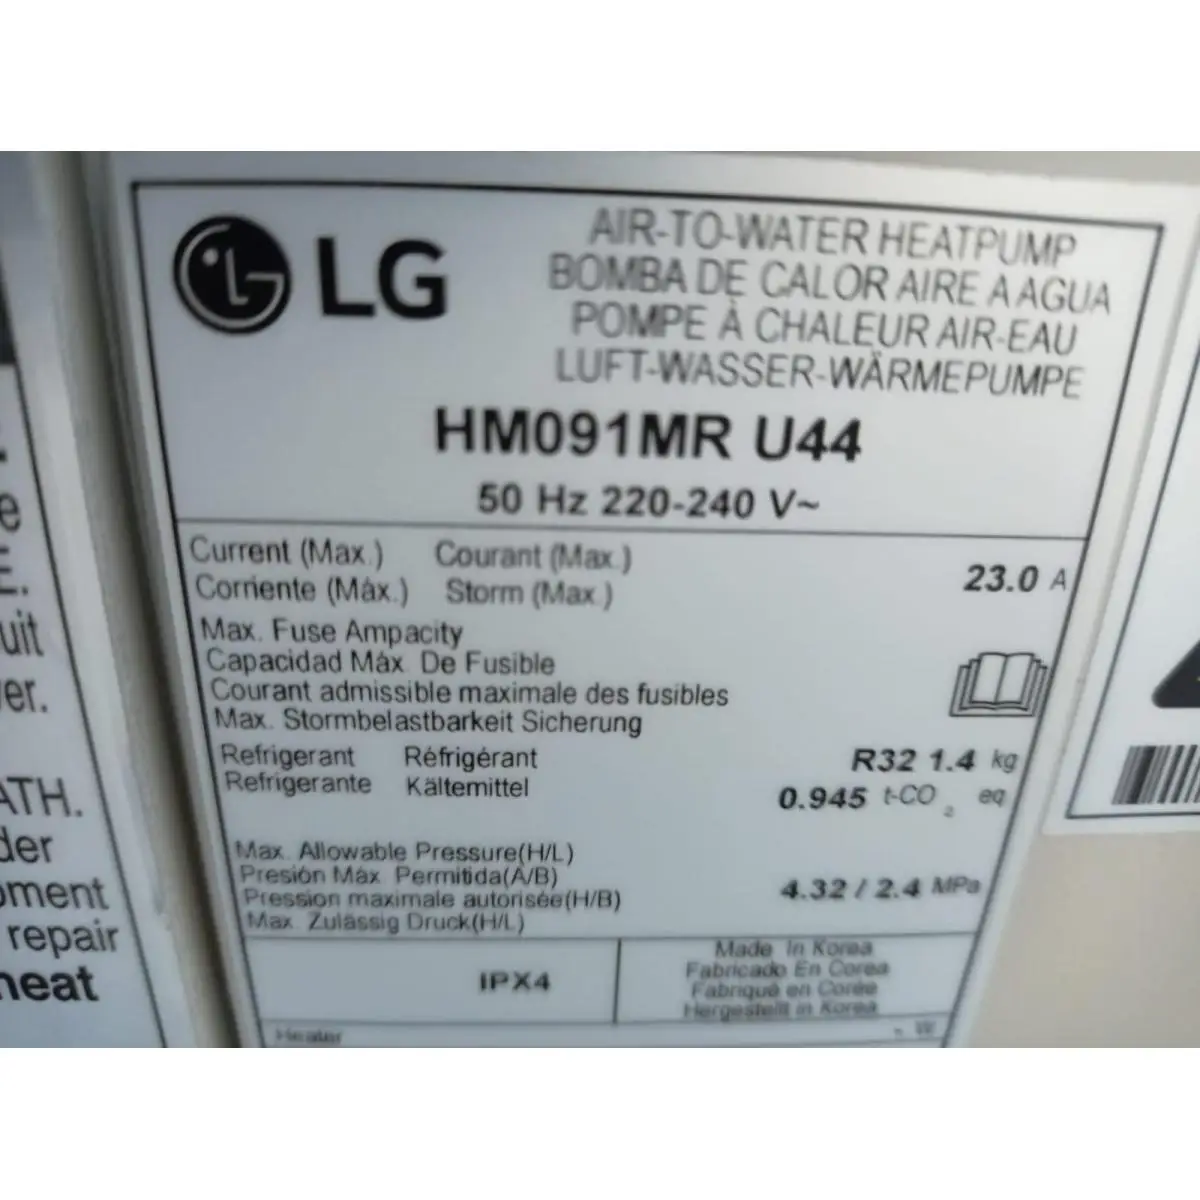 LG
AIR-TO-WATER HEATPUMP
BOMBA DE CALOR AIRE A AGUA
POMPE À CHALEUR AIR-EAU
LUFT-WASSER-WÄRMEPUMPE
HM091MR U44
50 Hz 220-240 V~
Current (Max.) Courant (Max.)
Corriente (Máx.) Storm (Max.)
23.0 A
Max. Fuse Ampacity
Capacidad Máx. De Fusible
Courant admissible maximale des fusibles
Max. Stormbelastbarkeit Sicherung
Refrigerant Réfrigérant
Refrigerante Kältemittel
R32 1.4 kg
0.945 t-CO2 eq
Max. Allowable Pressure(H/L)
Presión Máx. Permitida(A/B)
Pression maximale autorisée(H/B)
Max. Zulässig Druck(H/L)
4.32 / 2.4 MPa
IPX4
Made In Korea
Fabricado En Corea
Fabriqué en Corée
Hergestellt in Korea
Heater - W
e
E.
uit
er.
ATH.
der
pment
repair
heat